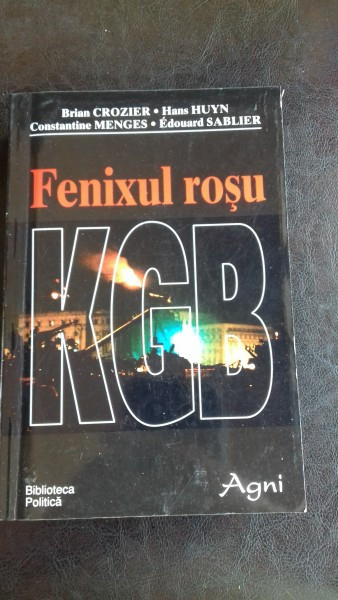 Brian CROZIER • Hans HUYN
Constantine MENGES • Édouard SABLIER
Fenixul roșu
KGB
Biblioteca
Politică
Agni